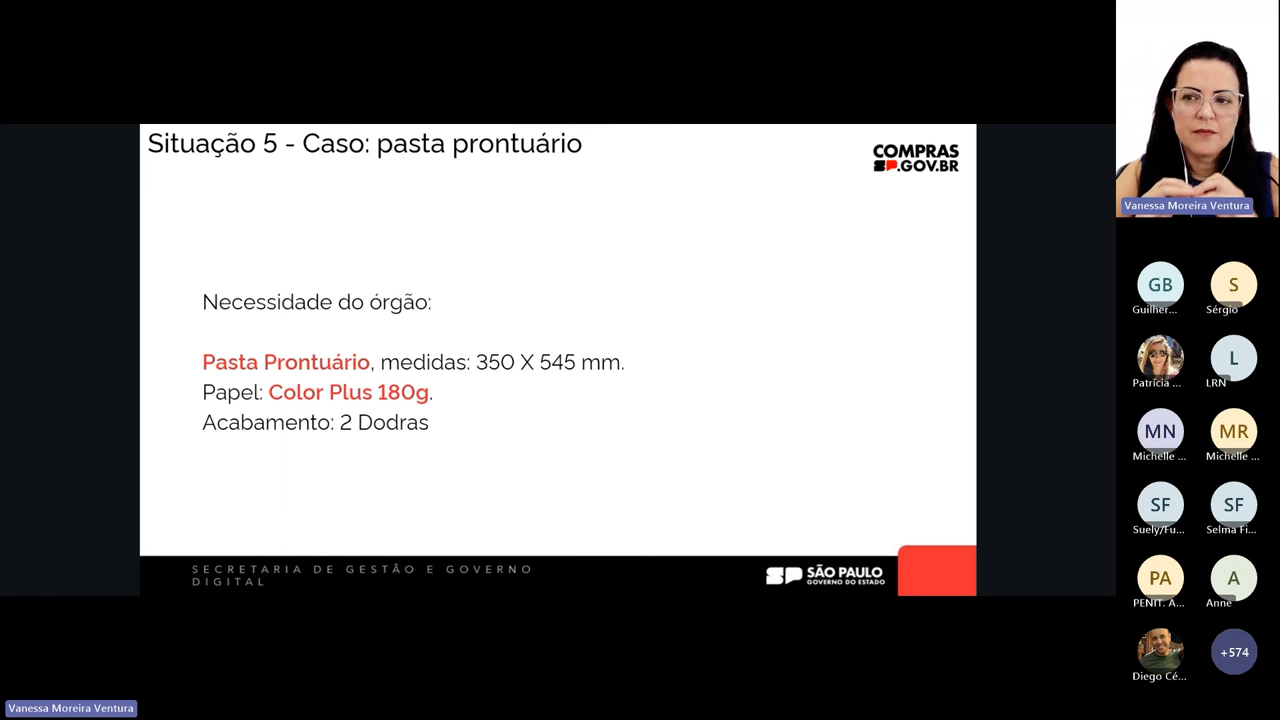 Situação 5 - Caso: pasta prontuário
COMPRAS
SP.GOV.BR
Necessidade do órgão:
Pasta Prontuário, medidas: 350 X 545 mm.
Papel: Color Plus 180g.
Acabamento: 2 Dodras
SECRETARIA DE GESTÃO E GOVERNO
DIGITAL
SP SÃO PAULO
GOVERNO DO ESTADO
Vanessa Moreira Ventura
GB
Guilher...
S
Sérgio
Patrícia ...
L
LRN
MN
Michelle ...
MR
Michelle ...
SF
Suely/Fu...
SF
Selma Fi...
PA
PENIT. A...
A
Anne
Diego Cé...
+574
Vanessa Moreira Ventura